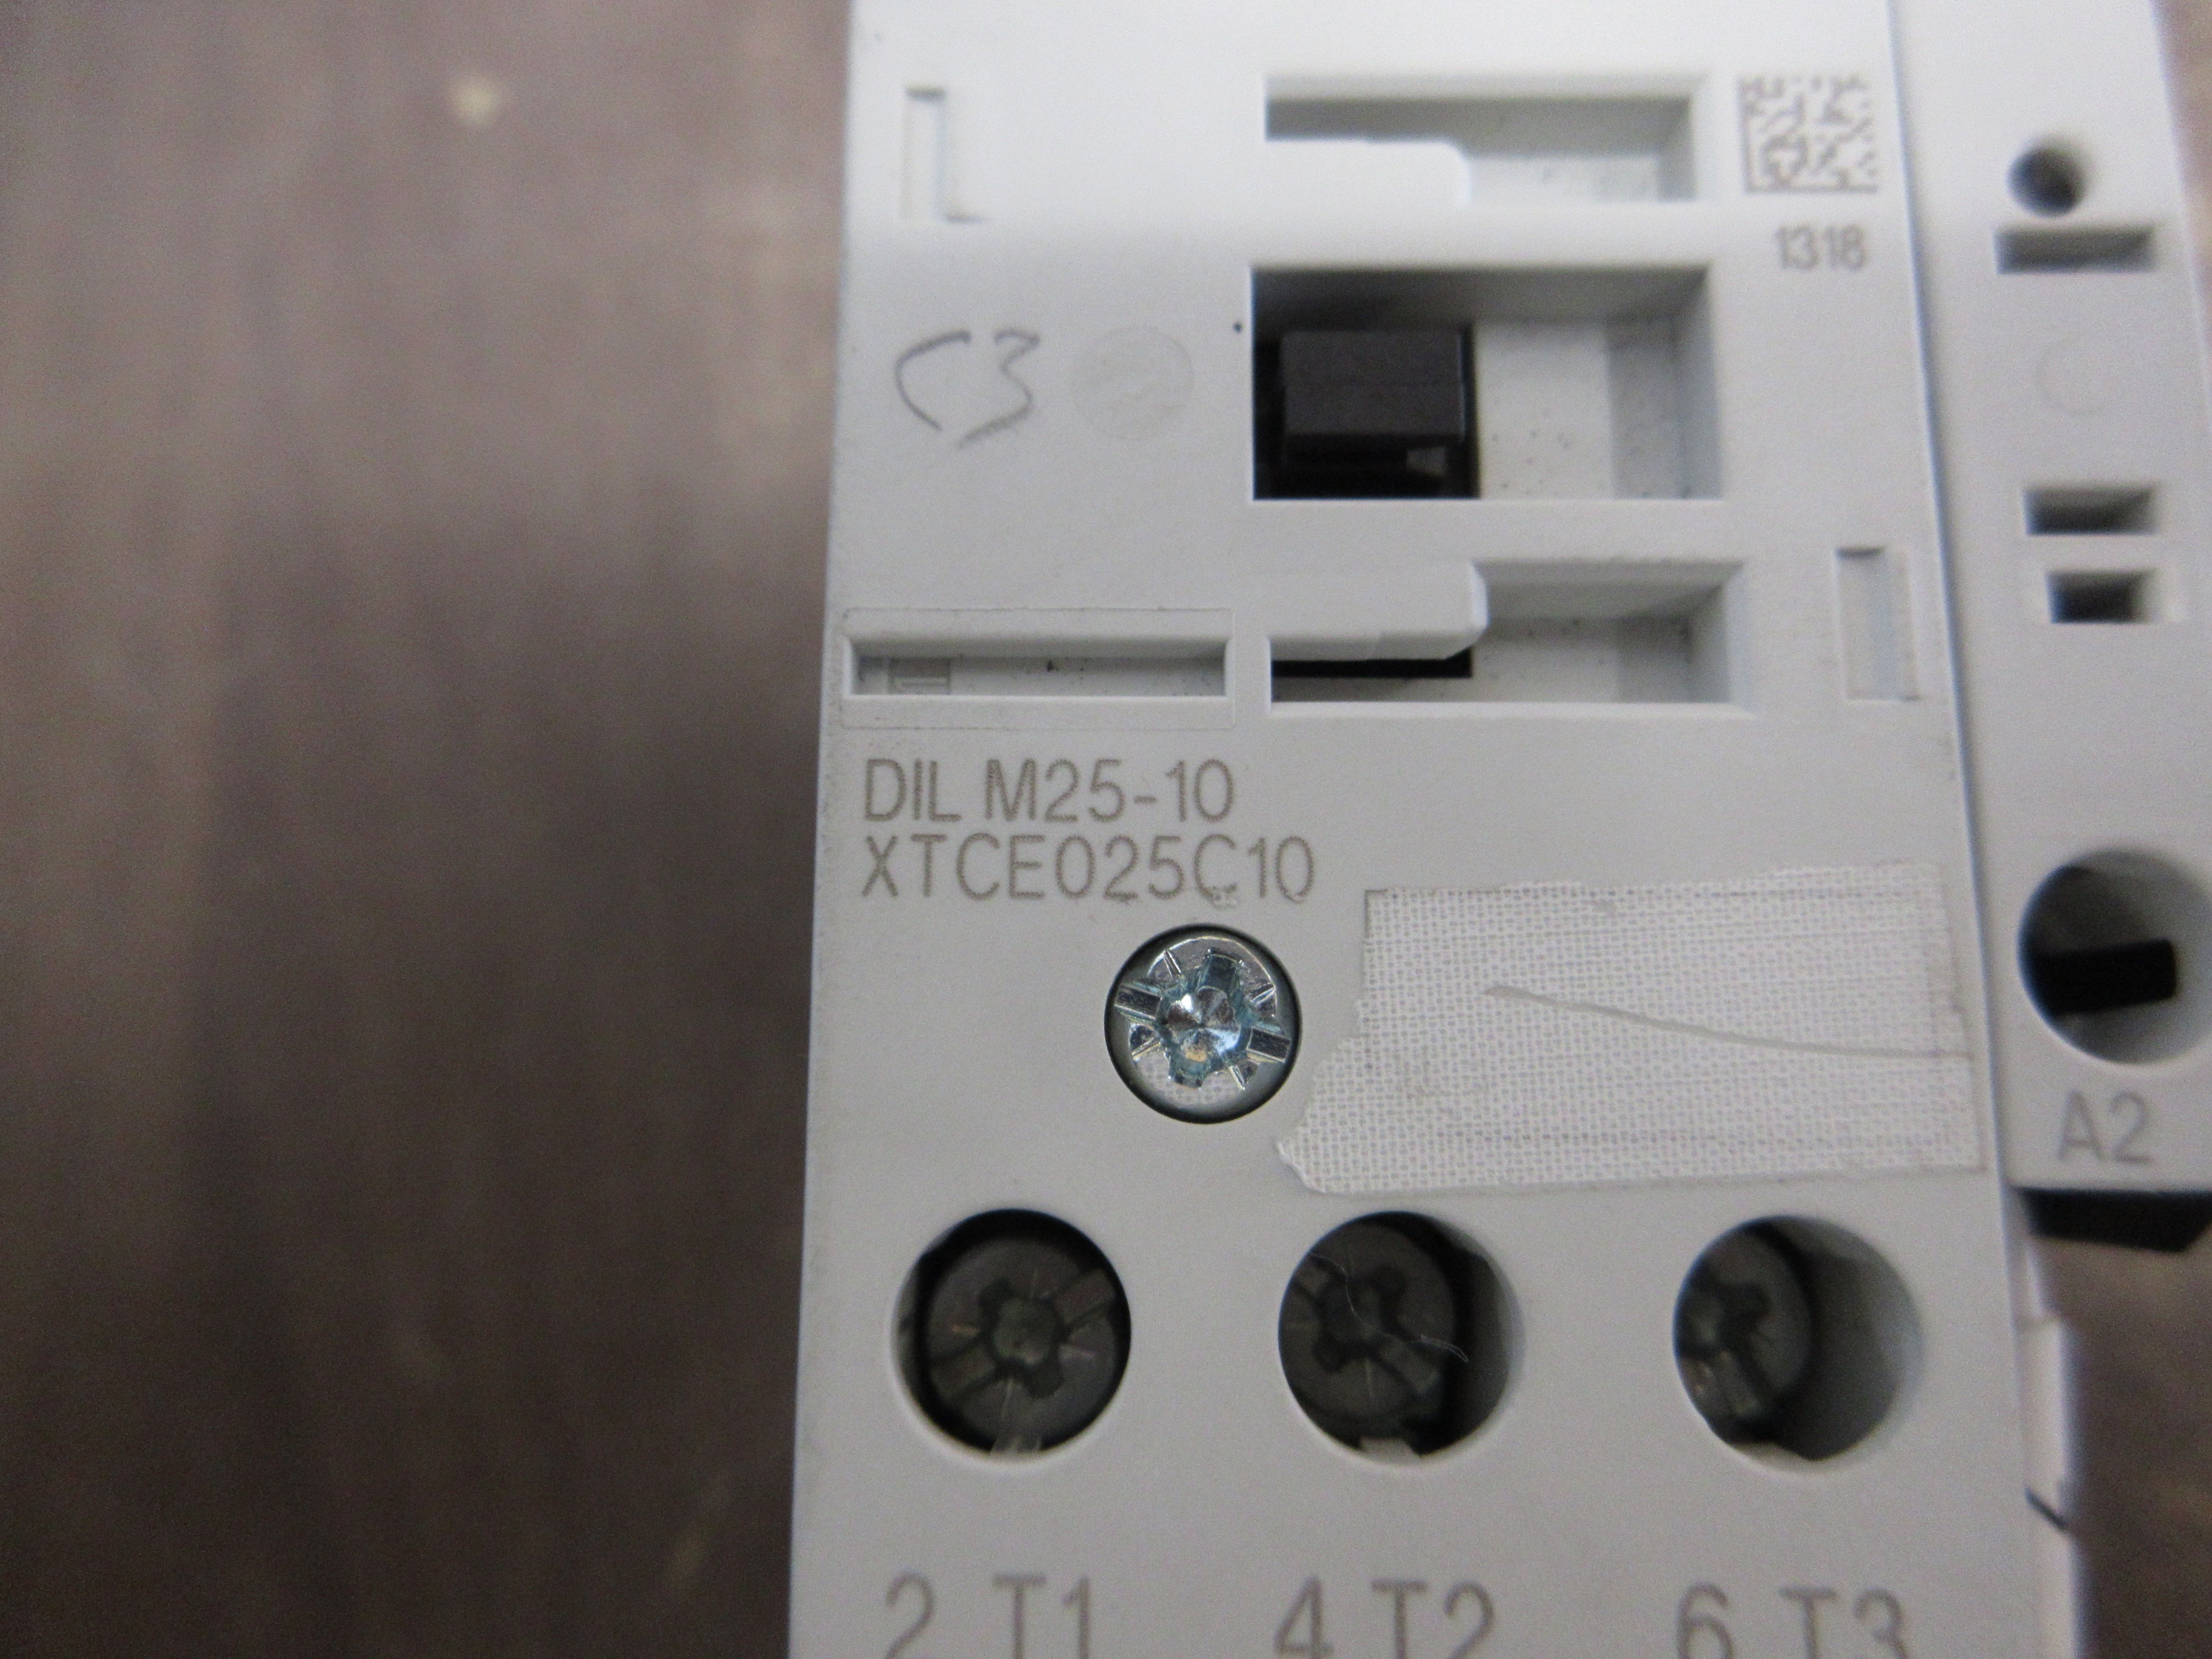 1318
C3
DIL M25-10
XTCE025C10
A2
2 T1 4 T2 6 T3